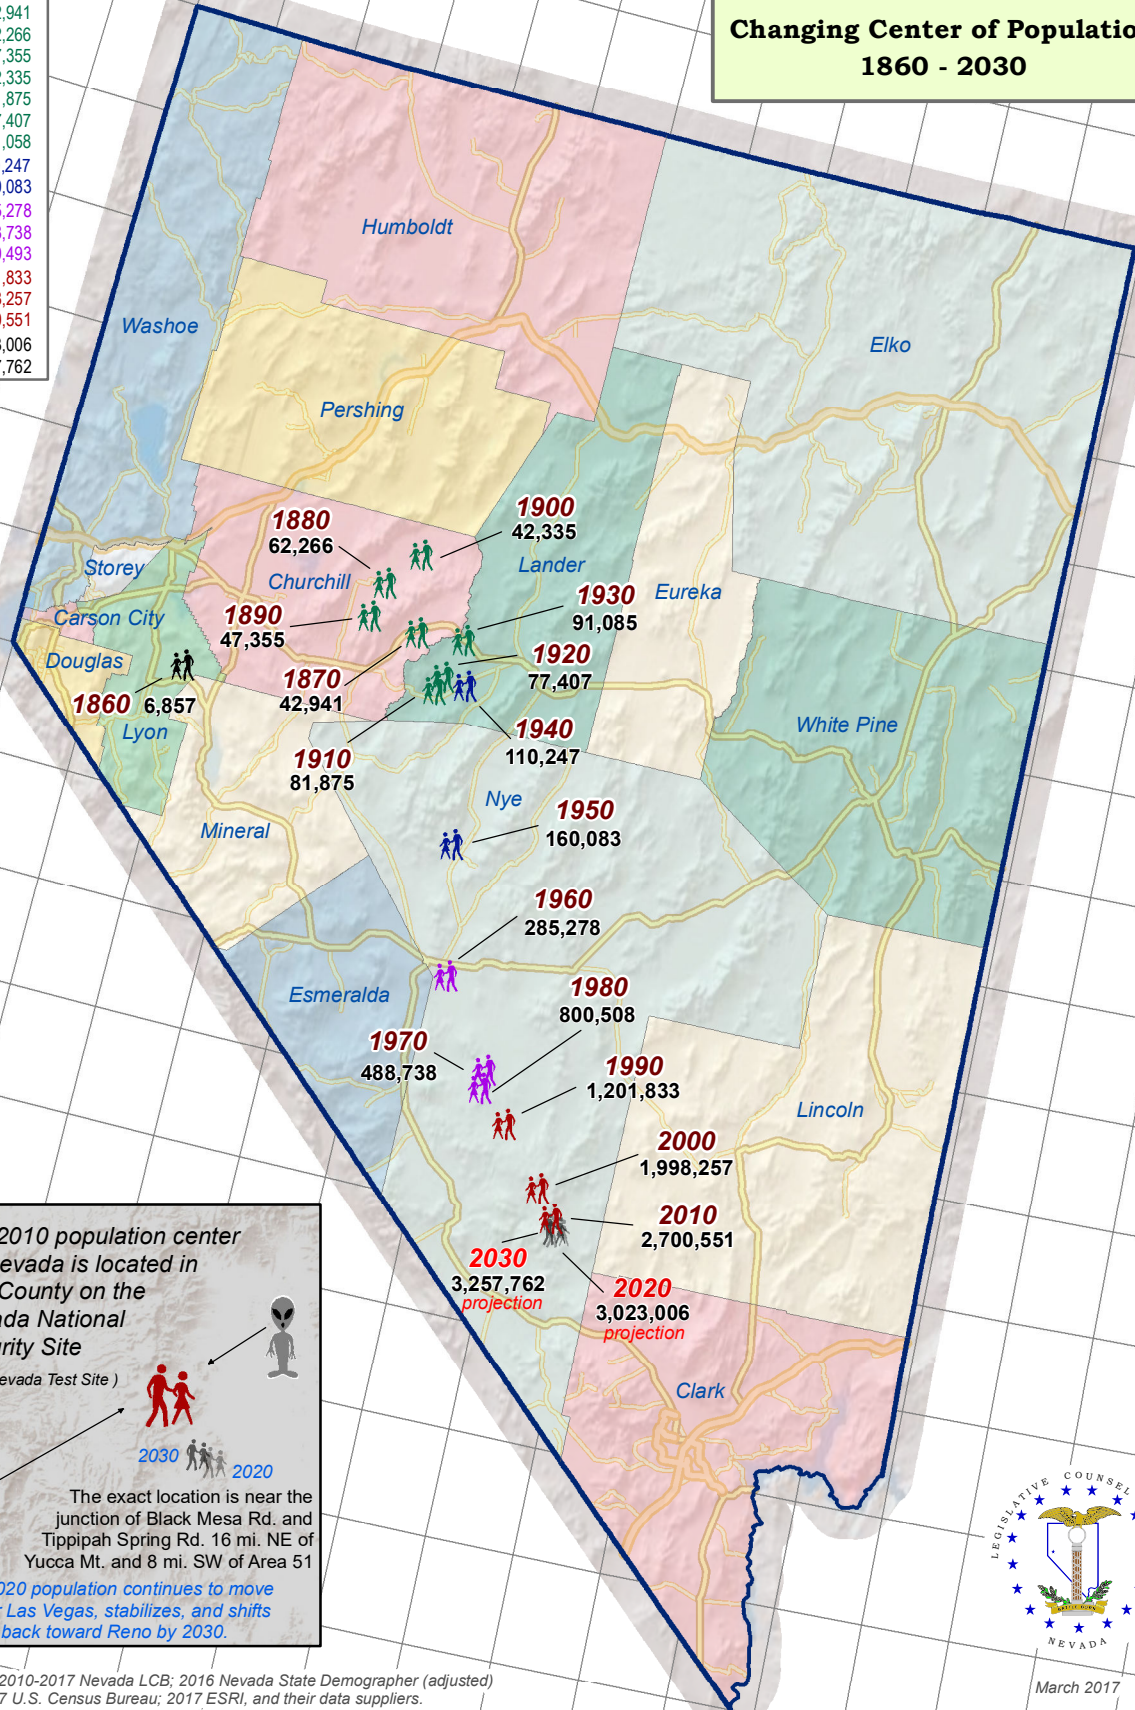 ,941
,266
,355
,335
,875
,407
,058
,247
,083
,278
,738
,493
,833
,257
,551
,006
,762
Changing Center of Populatio
1860 - 2030
Humboldt
Washoe
Elko
Pershing
1900
42,335
1880
62,266
Storey
Churchill
Lander
Eureka
1930
91,085
Carson City
1890
47,355
1920
77,407
Douglas
1870
42,941
1860 6,857
Lyon
1940
110,247
White Pine
1910
81,875
Nye
1950
160,083
Mineral
1960
285,278
Esmeralda
1980
800,508
1970
488,738
1990
1,201,833
Lincoln
2000
1,998,257
2010
2,700,551
2030
3,257,762
projection
2020
3,023,006
projection
Clark
2010 population center
evada is located in
County on the
da National
rity Site
evada Test Site )
2030
2020
The exact location is near the
junction of Black Mesa Rd. and
Tippipah Spring Rd. 16 mi. NE of
Yucca Mt. and 8 mi. SW of Area 51
020 population continues to move
r Las Vegas, stabilizes, and shifts
back toward Reno by 2030.
LEGISLATIVE COUNSEL
NEVADA
2010-2017 Nevada LCB; 2016 Nevada State Demographer (adjusted)
7 U.S. Census Bureau; 2017 ESRI, and their data suppliers.
March 2017